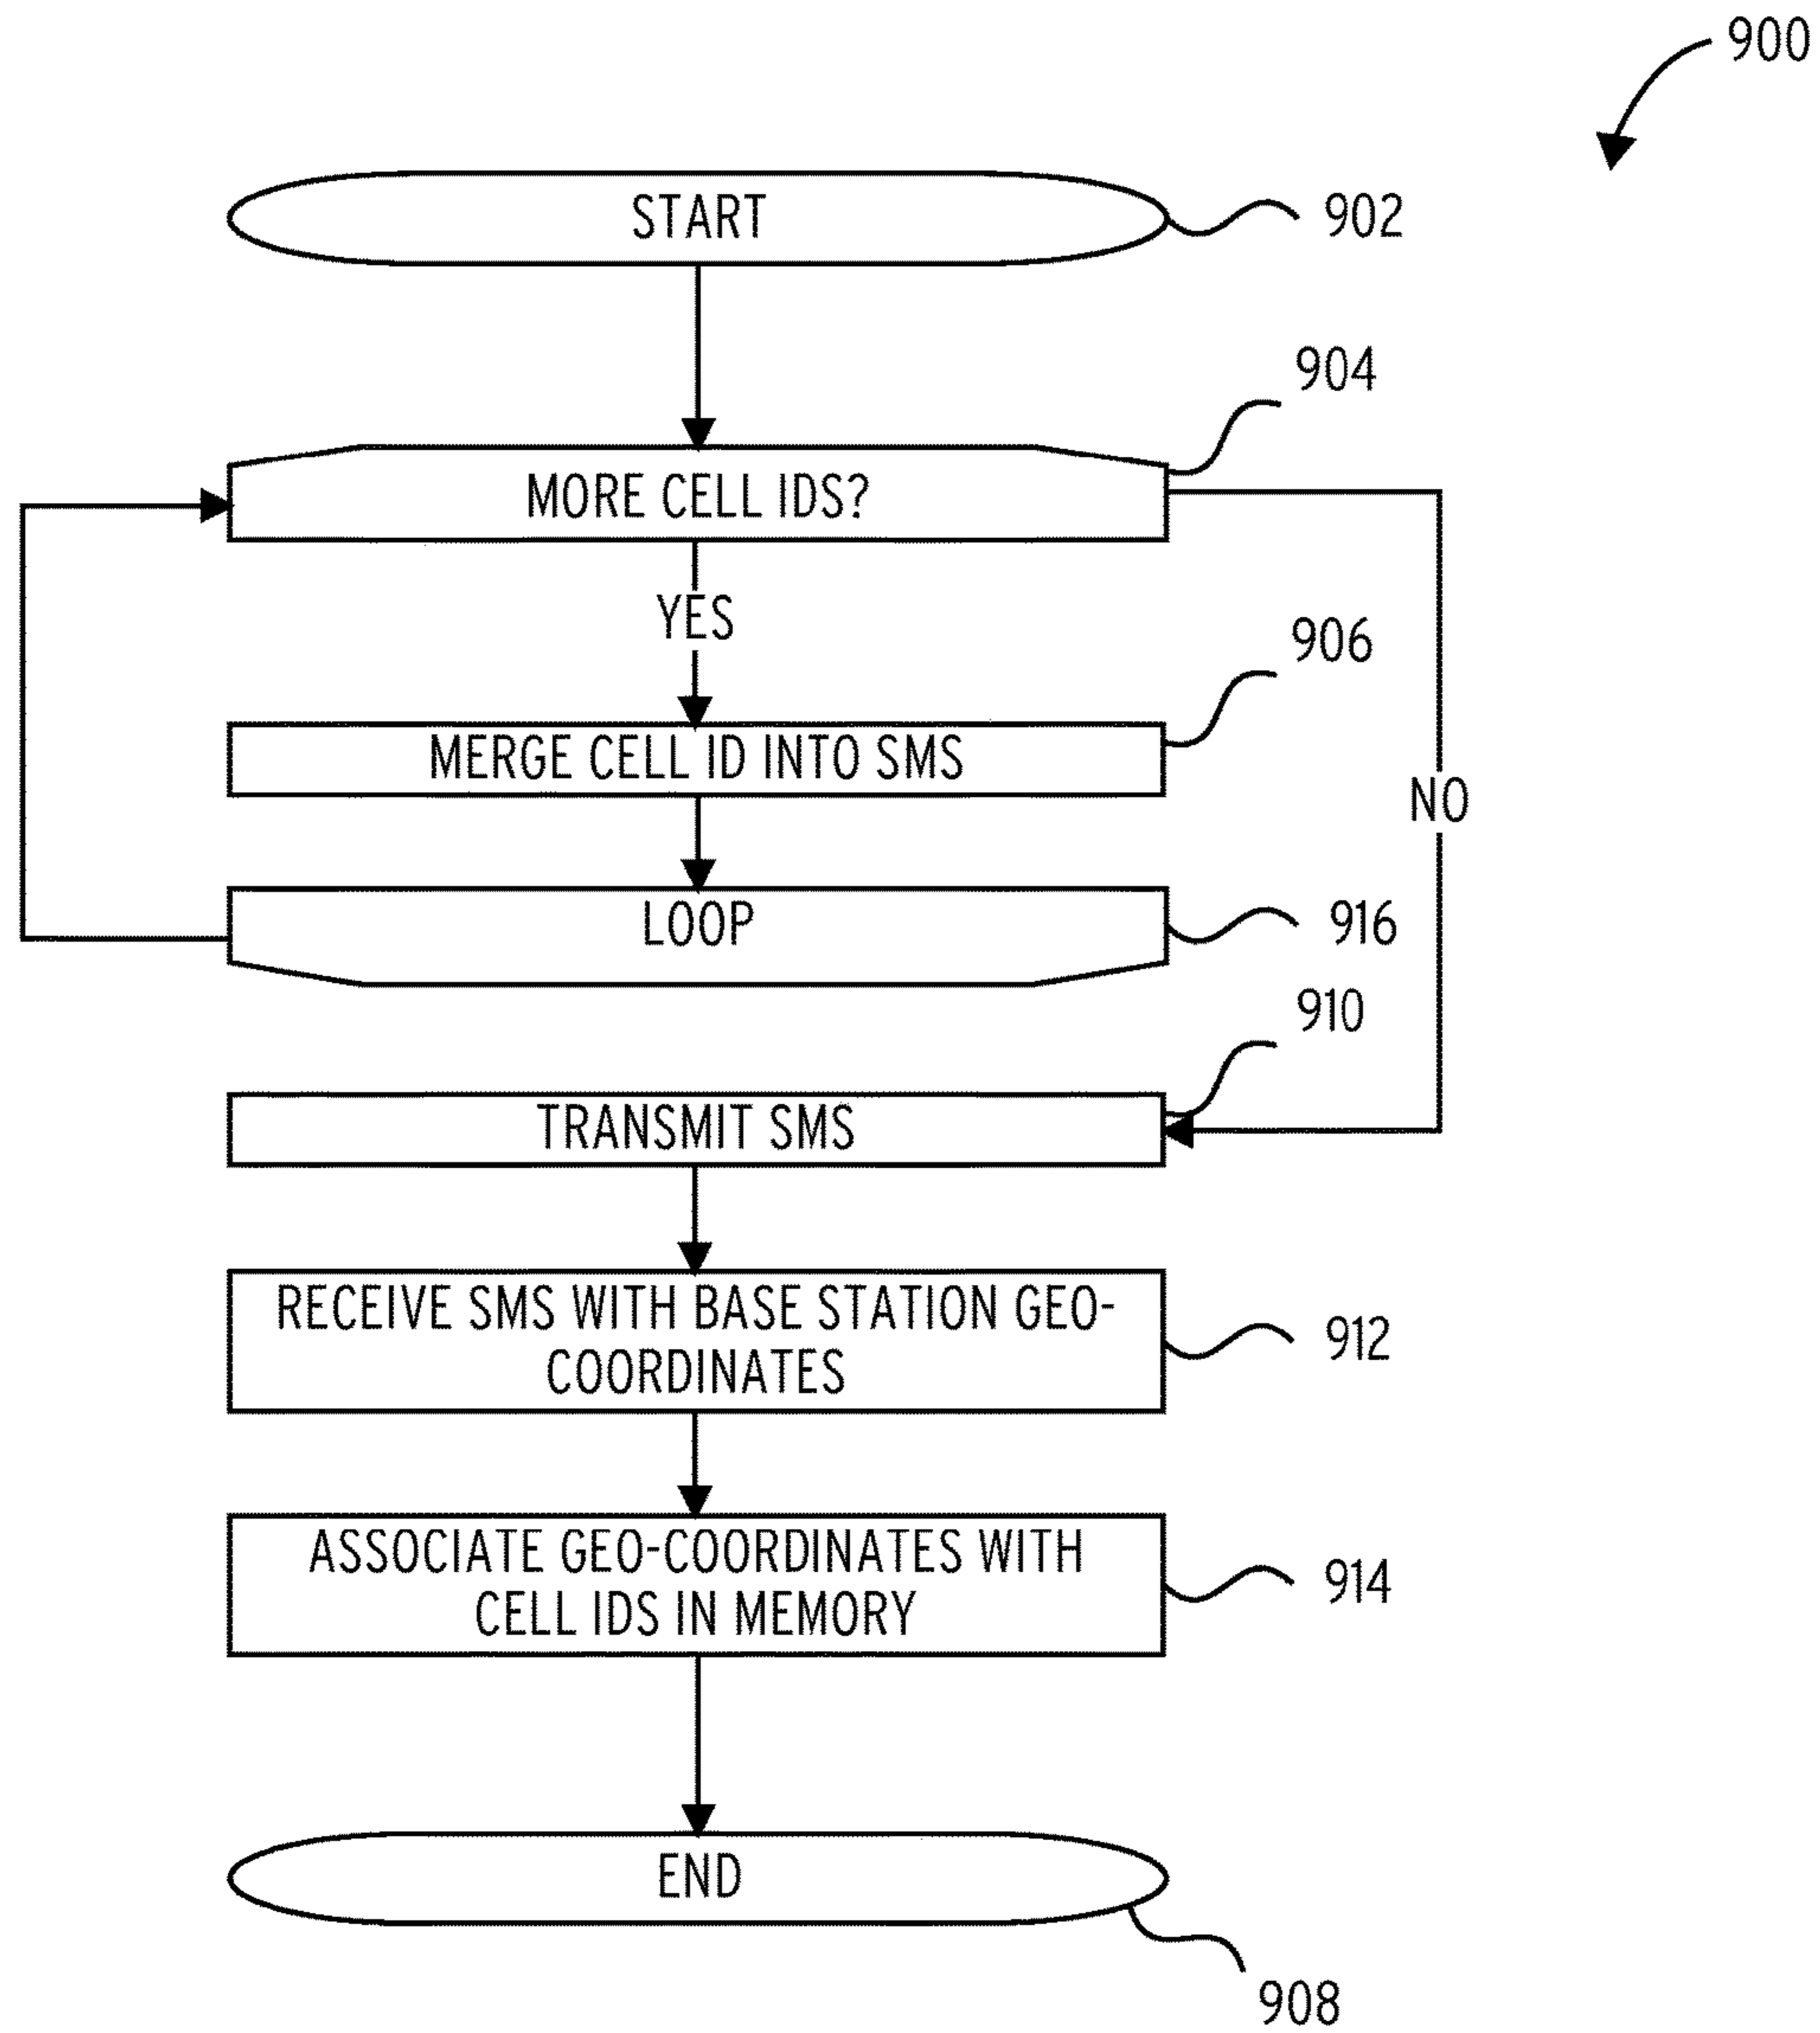 900
START
902
904
MORE CELL IDS?
YES
906
MERGE CELL ID INTO SMS
NO
LOOP
916
910
TRANSMIT SMS
RECEIVE SMS WITH BASE STATION GEO-
COORDINATES
912
ASSOCIATE GEO-COORDINATES WITH
CELL IDS IN MEMORY
914
END
908